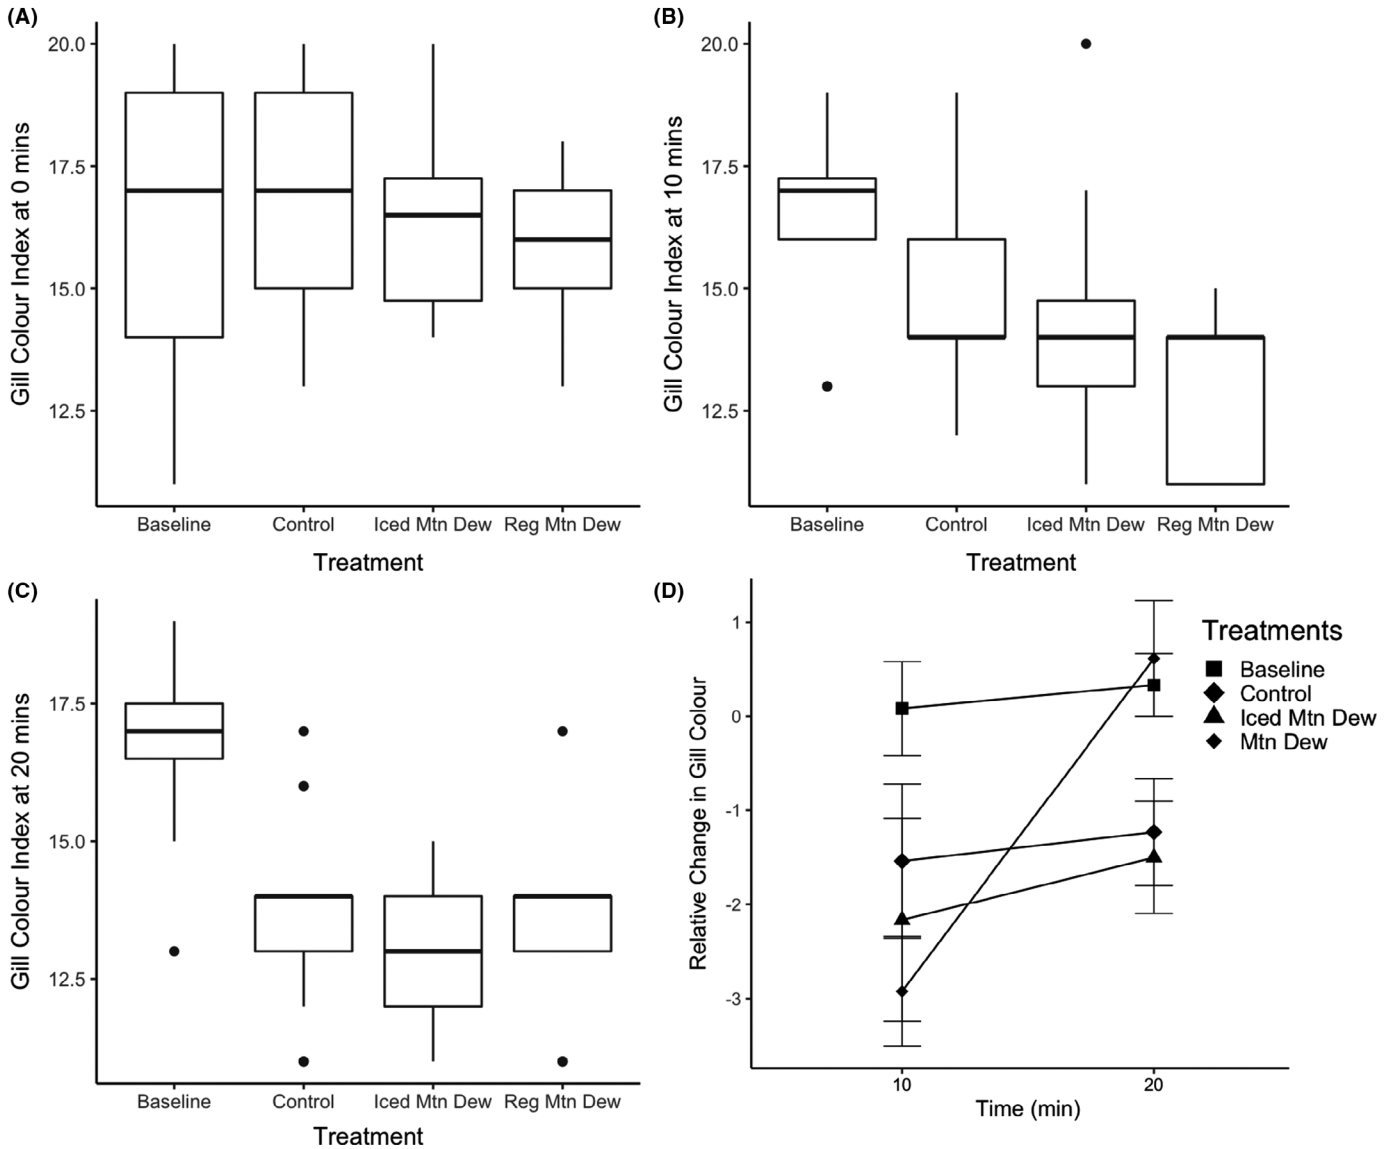 (A)
Gill Colour Index at 0 mins
20.0
17.5
15.0
12.5
Baseline Control Iced Mtn Dew Reg Mtn Dew
Treatment
(B)
Gill Colour Index at 10 mins
20.0
17.5
15.0
12.5
Baseline Control Iced Mtn Dew Reg Mtn Dew
Treatment
(C)
Gill Colour Index at 20 mins
17.5
15.0
12.5
Baseline Control Iced Mtn Dew Reg Mtn Dew
Treatment
(D)
Relative Change in Gill Colour
1
0
-1
-2
-3
10 20
Time (min)
Treatments
Baseline
Control
Iced Mtn Dew
Mtn Dew